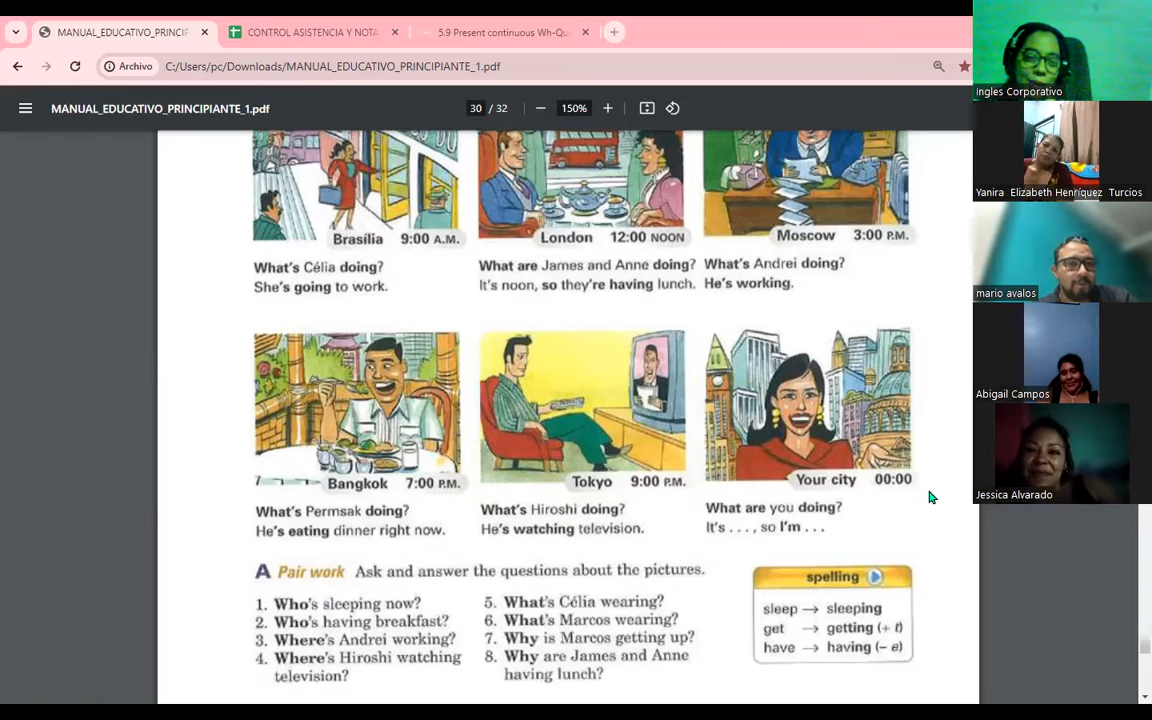 MANUAL_EDUCATIVO_PRINCIP
CONTROL ASISTENCIA Y NOTA
5.9 Present continuous Wh-Qu
Archivo
C:/Users/pc/Downloads/MANUAL_EDUCATIVO_PRINCIPIANTE_1.pdf
MANUAL_EDUCATIVO_PRINCIPIANTE_1.pdf
30 / 32
150%
Brasília 9:00 A.M.
London 12:00 NOON
Moscow 3:00 P.M.
What's Célia doing?
She's going to work.
What are James and Anne doing?
It's noon, so they're having lunch.
What's Andrei doing?
He's working.
Bangkok 7:00 P.M.
Tokyo 9:00 P.M.
Your city 00:00
What's Permsak doing?
He's eating dinner right now.
What's Hiroshi doing?
He's watching television.
What are you doing?
It's . . . , so I'm . . .
A Pair work Ask and answer the questions about the pictures.
1. Who's sleeping now?
2. Who's having breakfast?
3. Where's Andrei working?
4. Where's Hiroshi watching
television?
5. What's Célia wearing?
6. What's Marcos wearing?
7. Why is Marcos getting up?
8. Why are James and Anne
having lunch?
spelling
sleep → sleeping
get → getting (+ t)
have → having (− e)
Ingles Corporativo
Yanira Elizabeth Henríquez Turcios
mario avalos
Abigail Campos
Jessica Alvarado